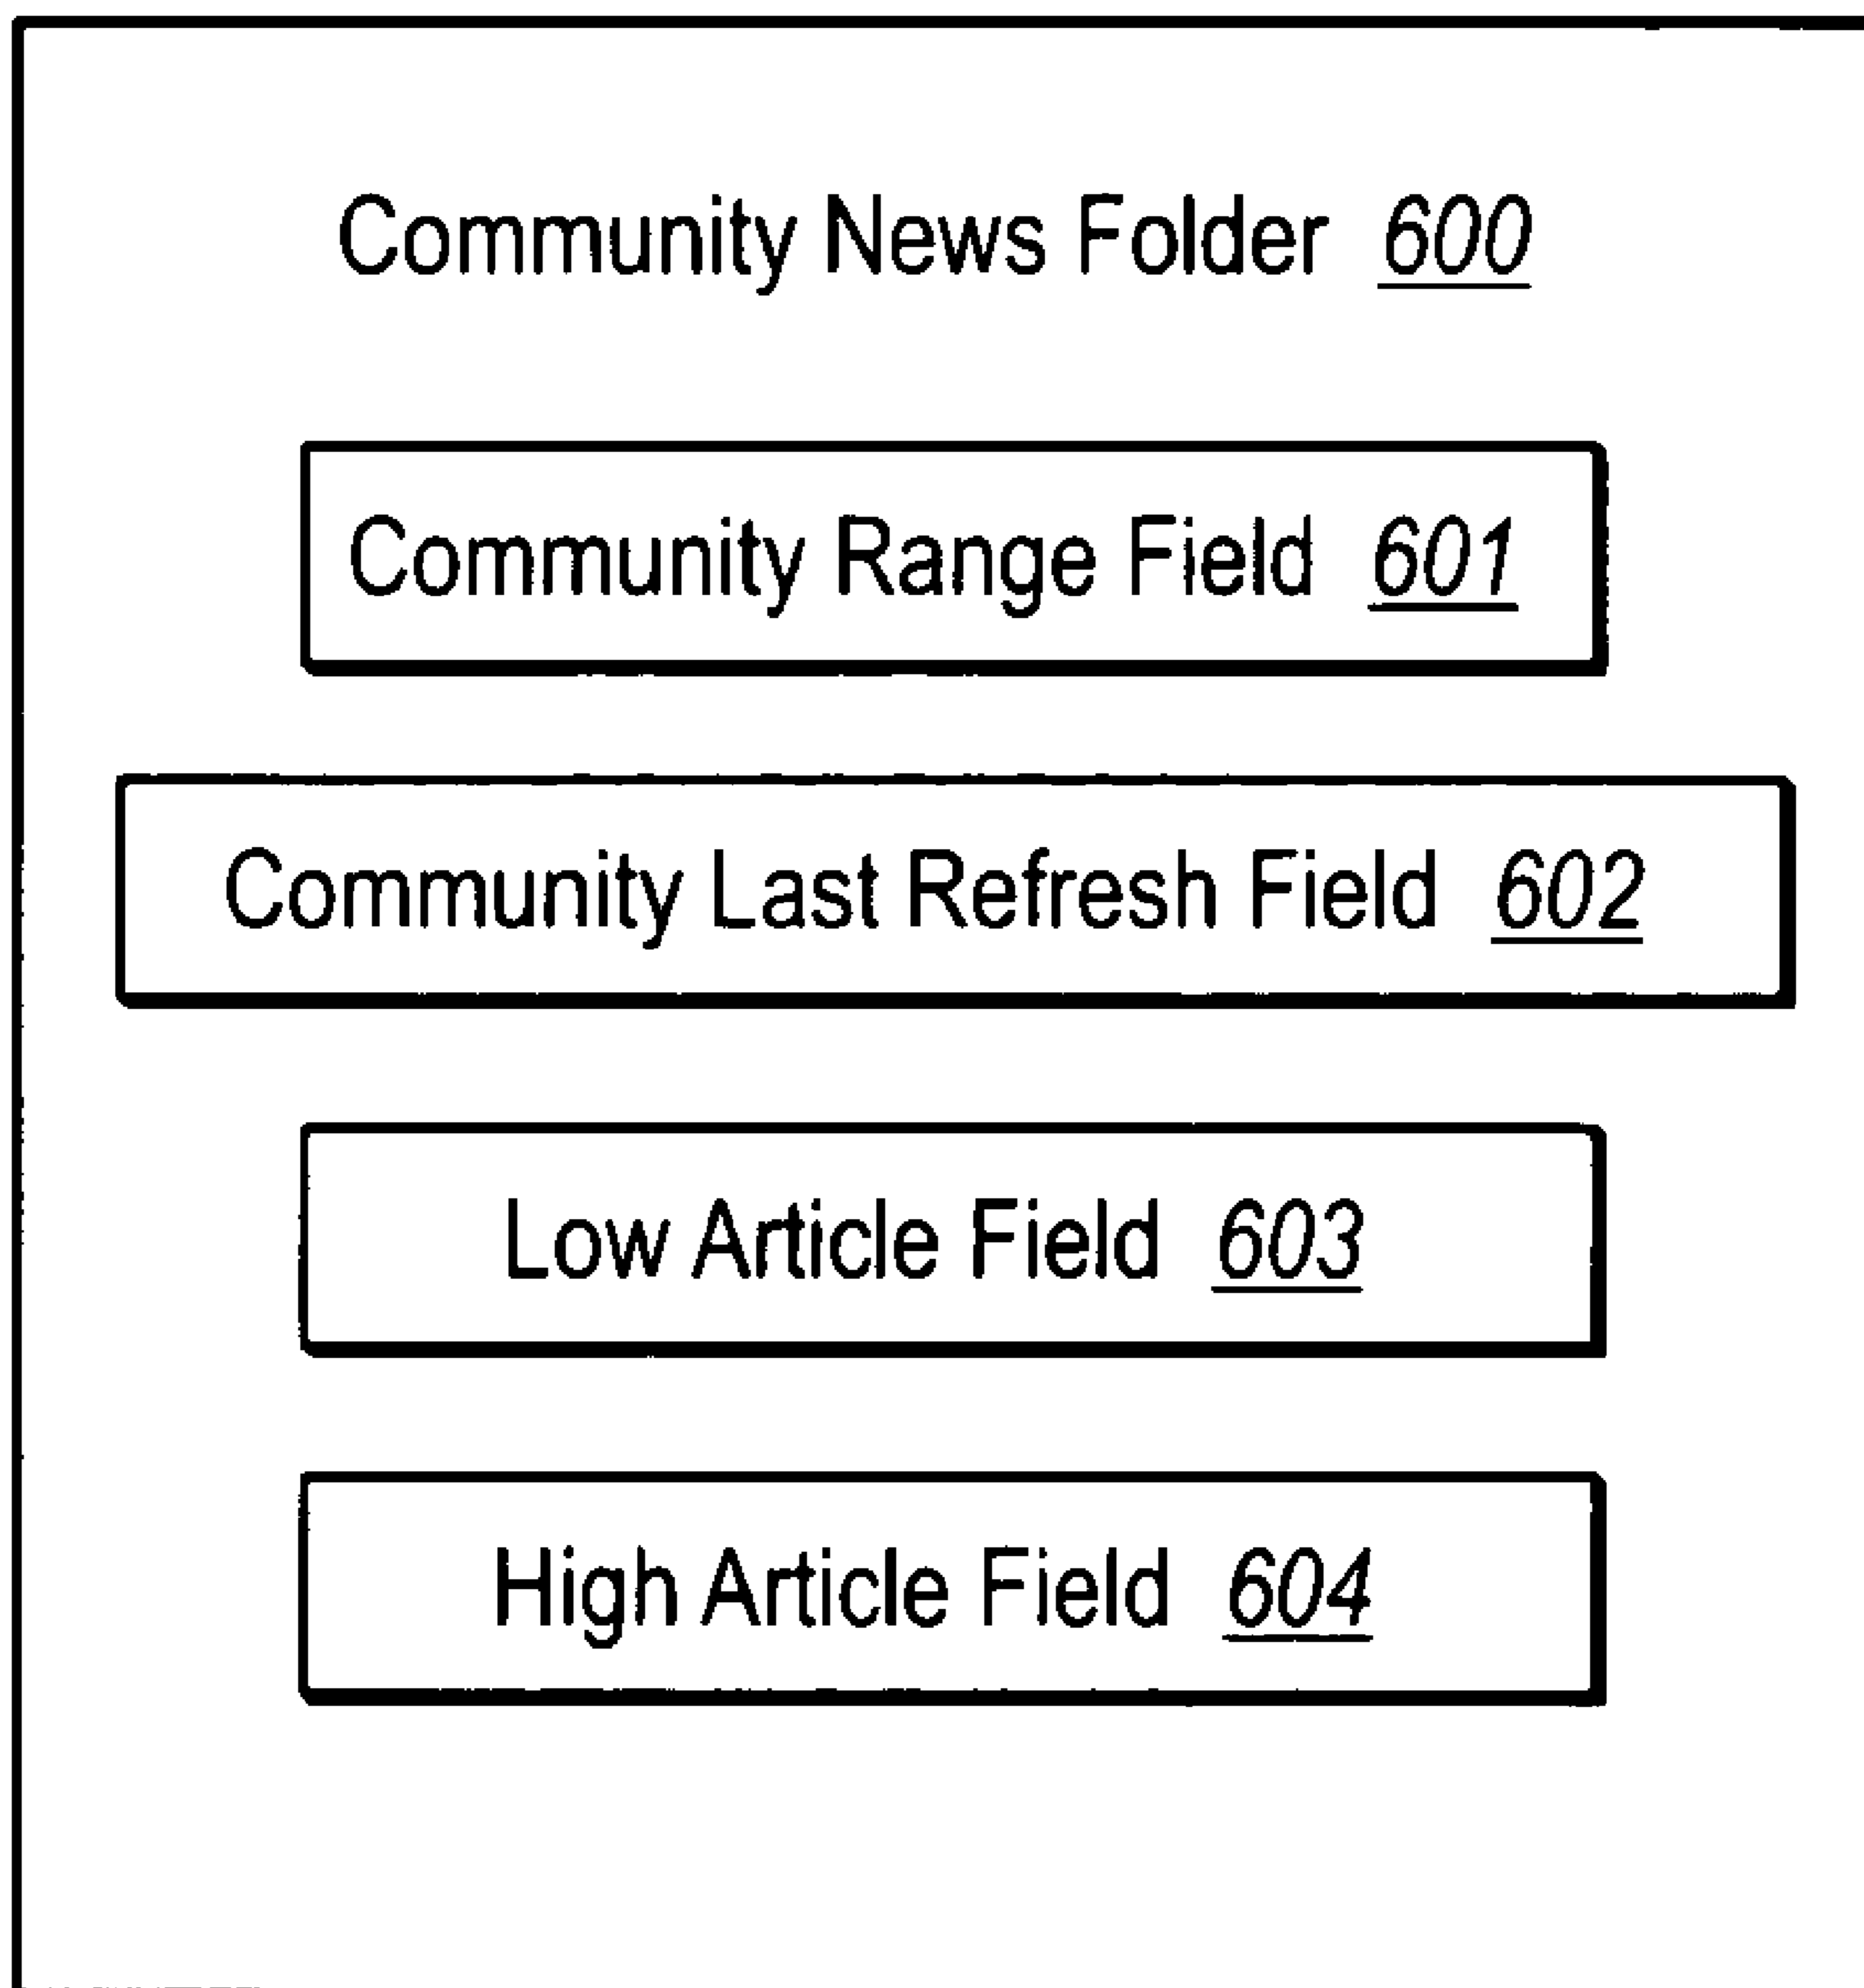 Community News Folder 600
Community Range Field 601
Community Last Refresh Field 602
Low Article Field 603
High Article Field 604